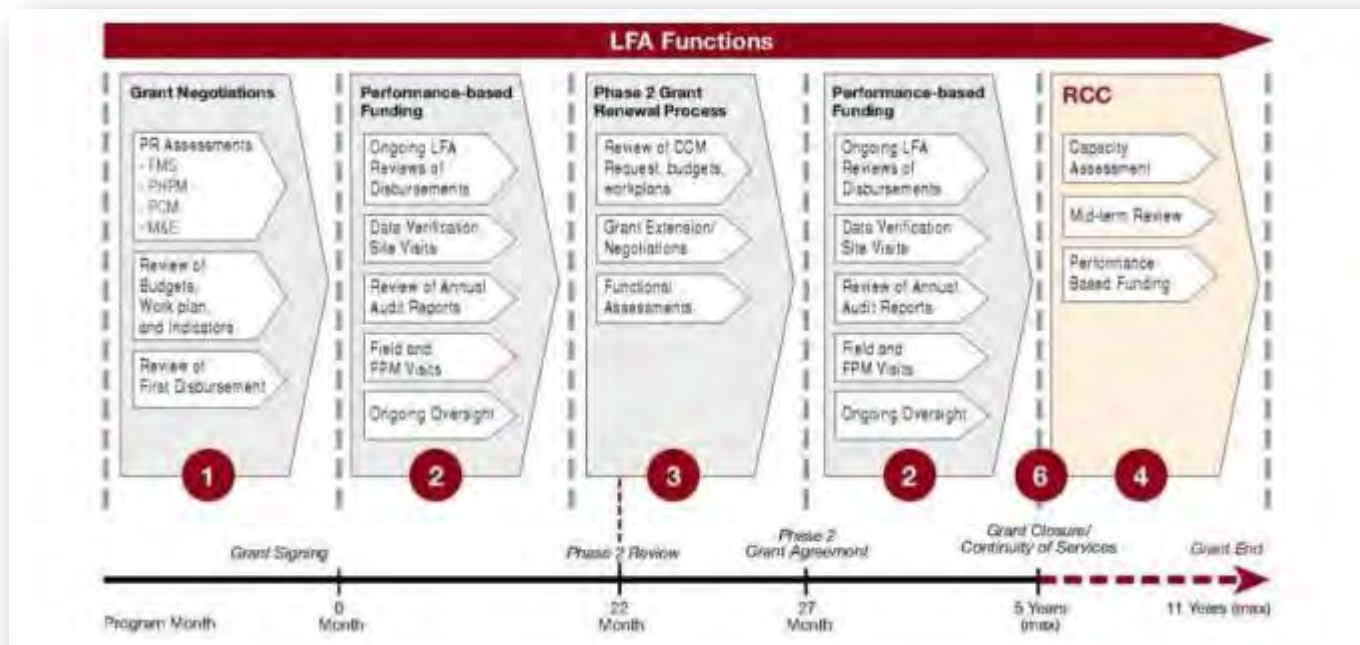 LFA Functions
Grant Negotiations
PR Assessments
- FMS
- PHPM
- PCM
- M&E
Review of
Budgets,
Work plan,
and Indicators
Review of
First Disbursement
1
Performance-based
Funding
Ongoing LFA
Reviews of
Disbursements
Data Verification
Site Visits
Review of Annual
Audit Reports
Field and
FPM Visits
Ongoing Oversight
2
Phase 2 Grant
Renewal Process
Review of CCM
Request, budgets,
workplans
Grant Extension/
Negotiations
Functional
Assessments
3
Performance-based
Funding
Ongoing LFA
Reviews of
Disbursements
Data Verification
Site Visits
Review of Annual
Audit Reports
Field and
FPM Visits
Ongoing Oversight
2
6
RCC
Capacity
Assessment
Mid-term Review
Performance
Based Funding
4
Grant Signing
Phase 2 Review
Phase 2
Grant Agreement
Grant Closure/
Continuity of Services
Grant End
Program Month
0
Month
22
Month
27
Month
5 Years
(max)
11 Years (max)